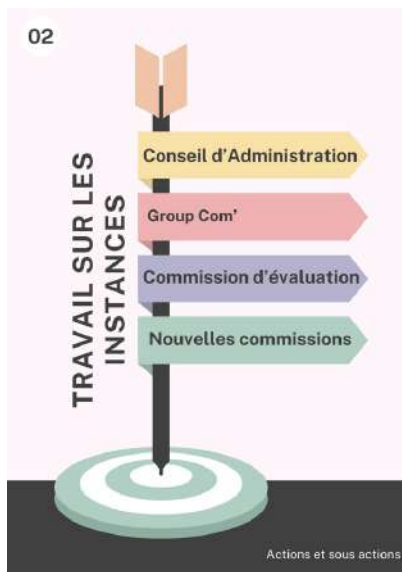 02
TRAVAIL SUR LES
INSTANCES
Conseil d'Administration
Group Com'
Commission d'évaluation
Nouvelles commissions
Actions et sous actions